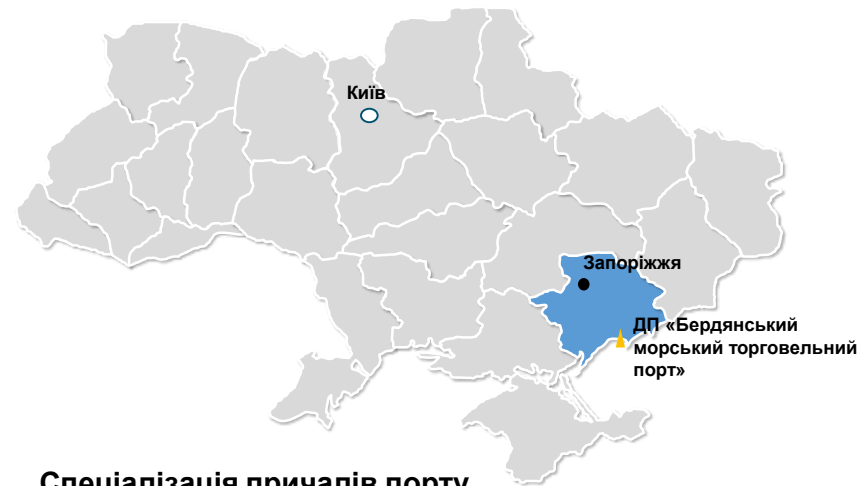 Київ
Запоріжжя
ДП «Бердянський
морський торговельний
порт»
Спеціалізація причалів порту